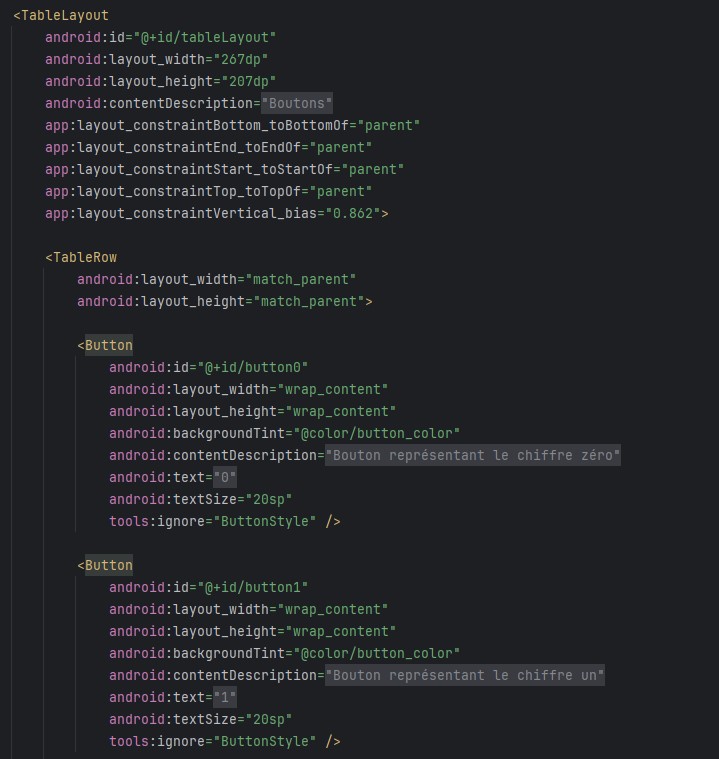 <TableLayout
android:id="@+id/tableLayout"
android:layout_width="267dp"
android:layout_height="207dp"
android:contentDescription="Boutons"
app:layout_constraintBottom_toBottomOf="parent"
app:layout_constraintEnd_toEndOf="parent"
app:layout_constraintStart_toStartOf="parent"
app:layout_constraintTop_toTopOf="parent"
app:layout_constraintVertical_bias="0.862">
<TableRow
android:layout_width="match_parent"
android:layout_height="match_parent">
<Button
android:id="@+id/button0"
android:layout_width="wrap_content"
android:layout_height="wrap_content"
android:backgroundTint="@color/button_color"
android:contentDescription="Bouton représentant le chiffre zéro"
android:text="0"
android:textSize="20sp"
tools:ignore="ButtonStyle" />
<Button
android:id="@+id/button1"
android:layout_width="wrap_content"
android:layout_height="wrap_content"
android:backgroundTint="@color/button_color"
android:contentDescription="Bouton représentant le chiffre un"
android:text="1"
android:textSize="20sp"
tools:ignore="ButtonStyle" />